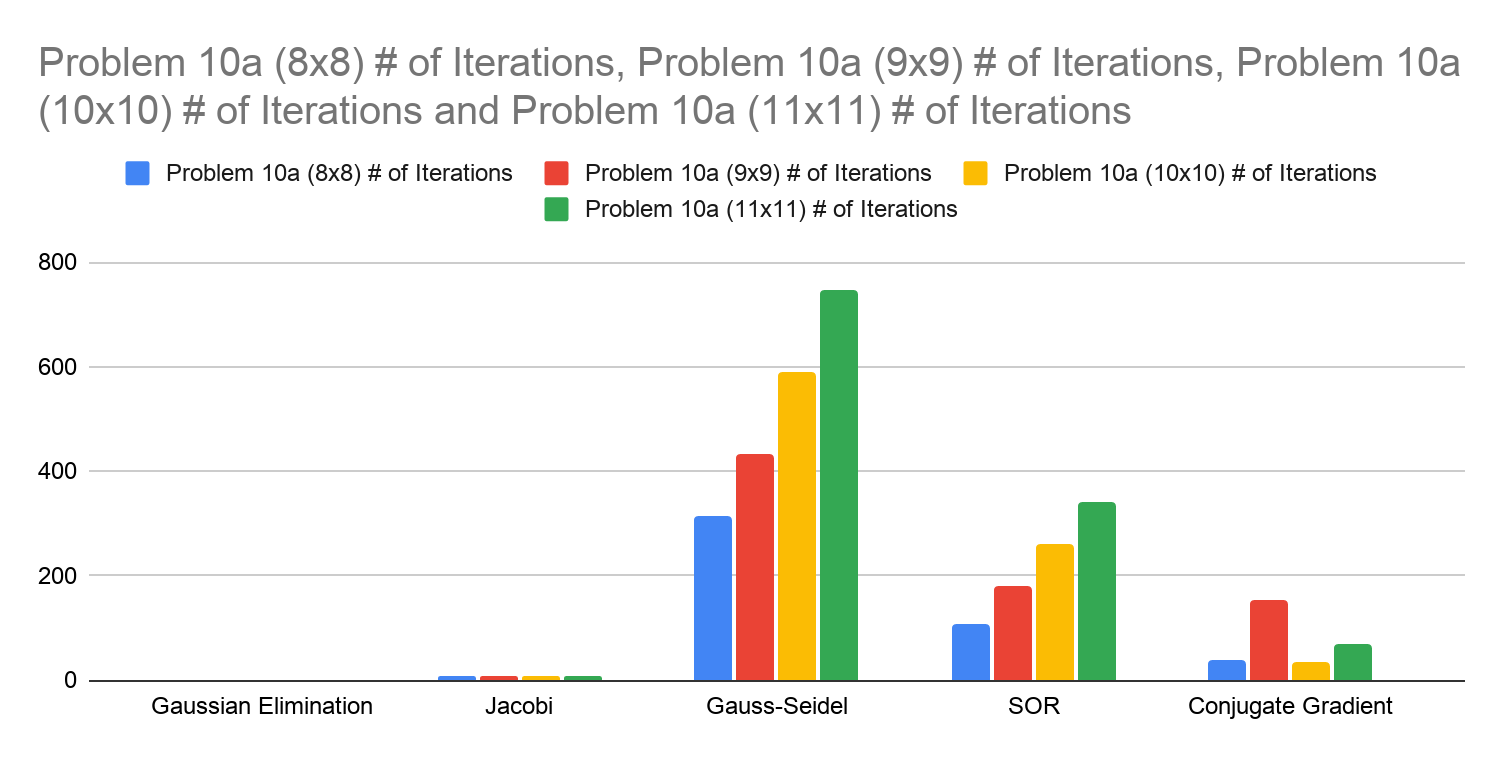 Problem 10a (8x8) # of Iterations, Problem 10a (9x9) # of Iterations, Problem 10a
(10x10) # of Iterations and Problem 10a (11x11) # of Iterations
Problem 10a (8x8) # of Iterations
Problem 10a (9x9) # of Iterations
Problem 10a (10x10) # of Iterations
Problem 10a (11x11) # of Iterations
800
600
400
200
0
Gaussian Elimination
Jacobi
Gauss-Seidel
SOR
Conjugate Gradient